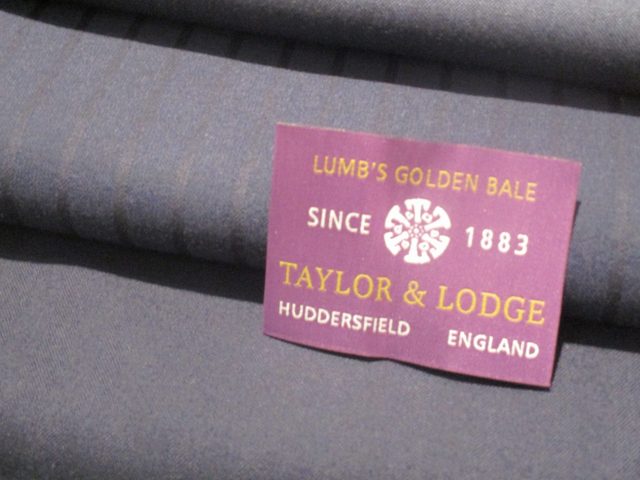 LUMB'S GOLDEN BALE
SINCE 1883
TAYLOR & LODGE
HUDDERSFIELD ENGLAND